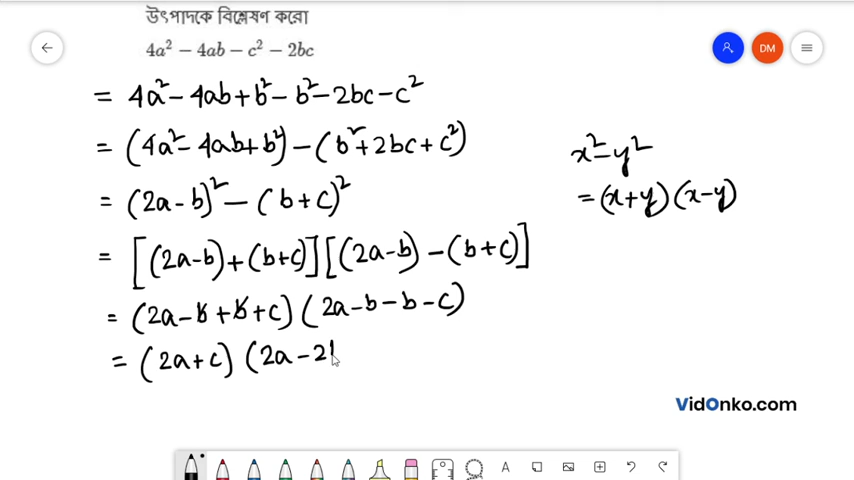 উৎপাদকে বিশ্লেষণ করো
4a² − 4ab − c² − 2bc
= 4a² − 4ab + b² − b² − 2bc − c²
= (4a² − 4ab + b²) − (b² + 2bc + c²)
= (2a − b)² − (b + c)²
= [(2a − b) + (b + c)] [(2a − b) − (b + c)]
= (2a − b + b + c) (2a − b − b − c)
= (2a + c) (2a − 2
x² − y²
= (x + y) (x − y)
DM
VidOnko.com
A